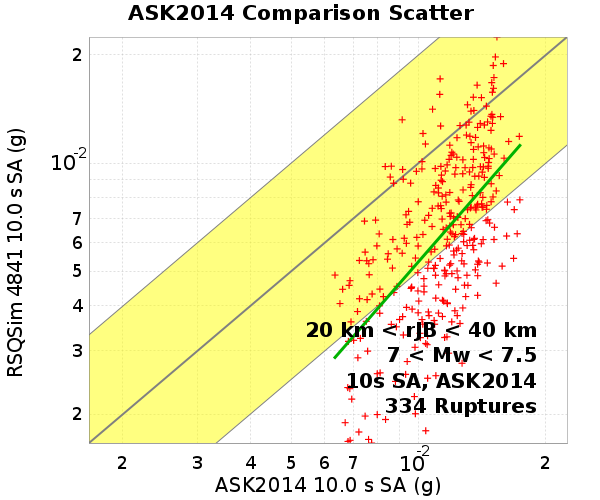 ASK2014 Comparison Scatter
RSQSim 4841 10.0 s SA (g)
2
10-2
7
6
5
4
3
2
20 km < rJB < 40 km
7 < Mw < 7.5
10s SA, ASK2014
334 Ruptures
2 3 4 5 6 7 10-2 2
ASK2014 10.0 s SA (g)